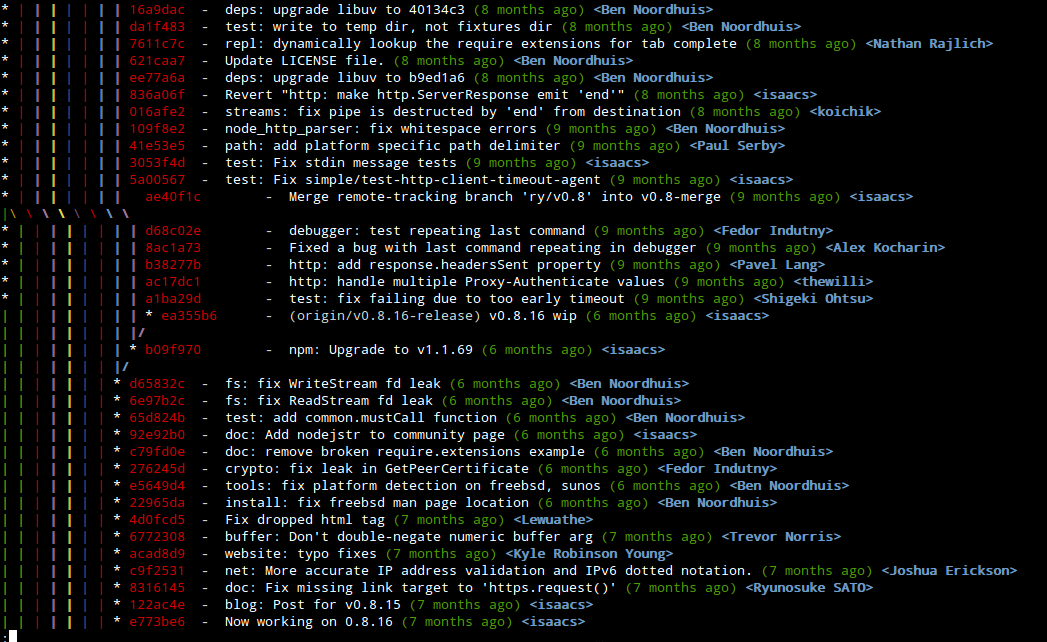 * 16a9dac - deps: upgrade libuv to 40134c3 (8 months ago) <Ben Noordhuis>
* da1f483 - test: write to temp dir, not fixtures dir (8 months ago) <Ben Noordhuis>
* 7611c7c - repl: dynamically lookup the require extensions for tab complete (8 months ago) <Nathan Rajlich>
* 621caa7 - Update LICENSE file. (8 months ago) <Ben Noordhuis>
* ee77a6a - deps: upgrade libuv to b9ed1a6 (8 months ago) <Ben Noordhuis>
* 836a06f - Revert "http: make http.ServerResponse emit 'end'" (8 months ago) <isaacs>
* 016afe2 - streams: fix pipe is destructed by 'end' from destination (8 months ago) <koichik>
* 109f8e2 - node_http_parser: fix whitespace errors (9 months ago) <Ben Noordhuis>
* 41e53e5 - path: add platform specific path delimiter (9 months ago) <Paul Serby>
* 3053f4d - test: Fix stdin message tests (9 months ago) <isaacs>
* 5a00567 - test: Fix simple/test-http-client-timeout-agent (9 months ago) <isaacs>
* ae40f1c - Merge remote-tracking branch 'ry/v0.8' into v0.8-merge (9 months ago) <isaacs>
* d68c02e - debugger: test repeating last command (9 months ago) <Fedor Indutny>
* 8ac1a73 - Fixed a bug with last command repeating in debugger (9 months ago) <Alex Kocharin>
* b38277b - http: add response.headersSent property (9 months ago) <Pavel Lang>
* ac17dc1 - http: handle multiple Proxy-Authenticate values (9 months ago) <thewilli>
* a1ba29d - test: fix failing due to too early timeout (9 months ago) <Shigeki Ohtsu>
* ea355b6 - (origin/v0.8.16-release) v0.8.16 wip (6 months ago) <isaacs>
* b09f970 - npm: Upgrade to v1.1.69 (6 months ago) <isaacs>
* d65832c - fs: fix WriteStream fd leak (6 months ago) <Ben Noordhuis>
* 6e97b2c - fs: fix ReadStream fd leak (6 months ago) <Ben Noordhuis>
* 65d824b - test: add common.mustCall function (6 months ago) <Ben Noordhuis>
* 92e92b0 - doc: Add nodejstr to community page (6 months ago) <isaacs>
* c79fd0e - doc: remove broken require.extensions example (6 months ago) <Ben Noordhuis>
* 276245d - crypto: fix leak in GetPeerCertificate (6 months ago) <Fedor Indutny>
* e5649d4 - tools: fix platform detection on freebsd, sunos (6 months ago) <Ben Noordhuis>
* 22965da - install: fix freebsd man page location (6 months ago) <Ben Noordhuis>
* 4d0fcd5 - Fix dropped html tag (7 months ago) <Lewuathe>
* 6772308 - buffer: Don't double-negate numeric buffer arg (7 months ago) <Trevor Norris>
* acad8d9 - website: typo fixes (7 months ago) <Kyle Robinson Young>
* c9f2531 - net: More accurate IP address validation and IPv6 dotted notation. (7 months ago) <Joshua Erickson>
* 8316145 - doc: Fix missing link target to 'https.request()' (7 months ago) <Ryunosuke SATO>
* 122ac4e - blog: Post for v0.8.15 (7 months ago) <isaacs>
* e773be6 - Now working on 0.8.16 (7 months ago) <isaacs>
: